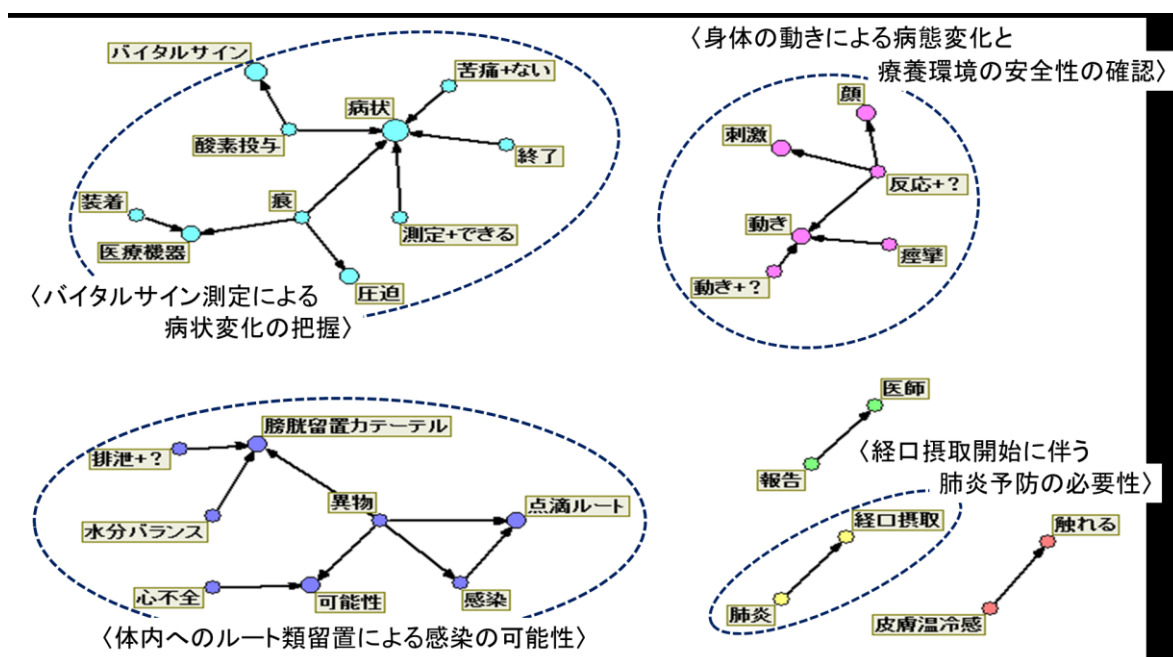 バイタルサイン
苦痛+ない
病状
酸素投与
終了
装着
痕
測定+できる
医療機器
圧迫
〈バイタルサイン測定による
病状変化の把握〉
〈身体の動きによる病態変化と
療養環境の安全性の確認〉
顔
刺激
反応+?
動き
痙攣
動き+?
膀胱留置カテーテル
排泄+?
異物
点滴ルート
水分バランス
心不全
可能性
感染
〈体内へのルート類留置による感染の可能性〉
医師
報告
〈経口摂取開始に伴う
肺炎予防の必要性〉
経口摂取
肺炎
触れる
皮膚温冷感